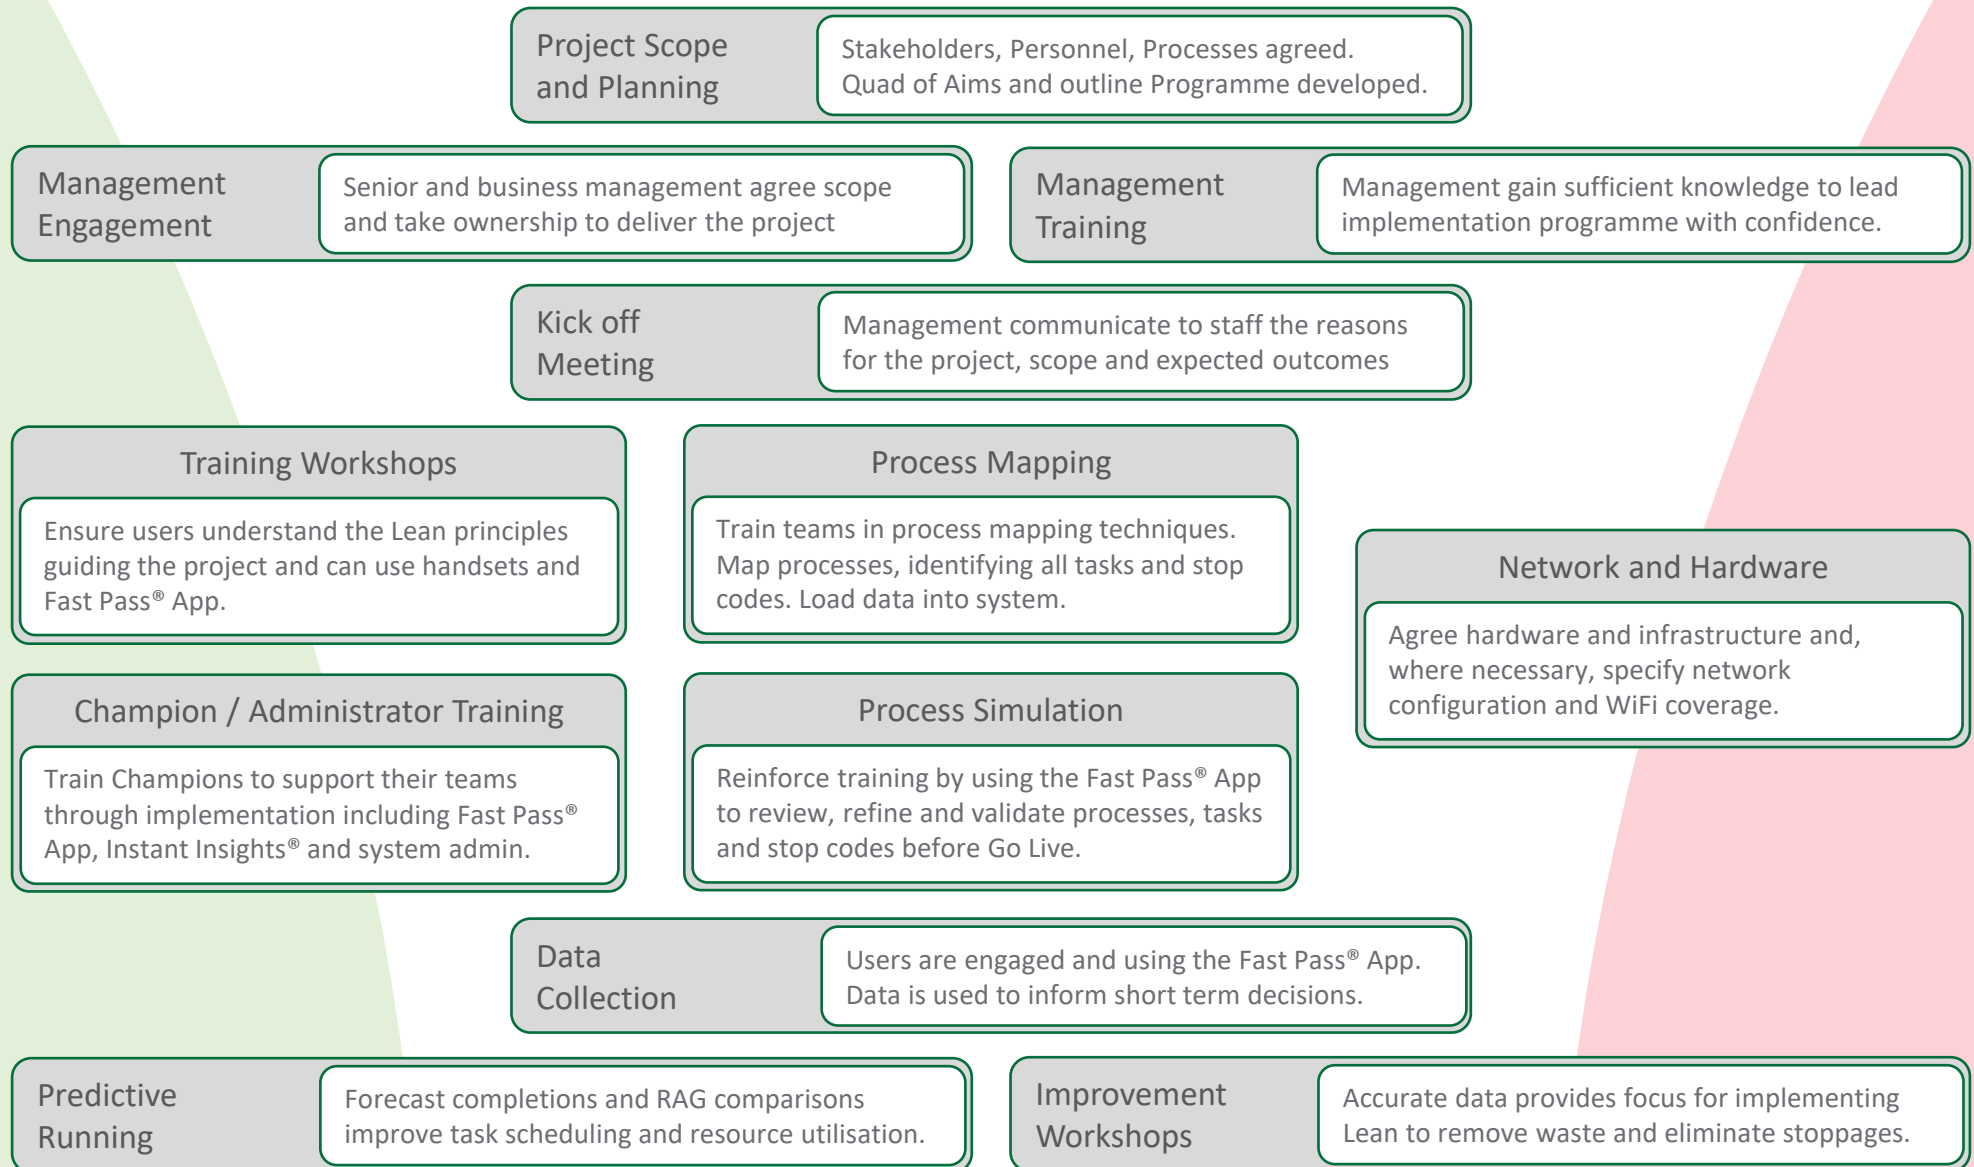 Project Scope
and Planning
Stakeholders, Personnel, Processes agreed.
Quad of Aims and outline Programme developed.
Management
Engagement
Senior and business management agree scope
and take ownership to deliver the project
Management
Training
Management gain sufficient knowledge to lead
implementation programme with confidence.
Kick off
Meeting
Management communicate to staff the reasons
for the project, scope and expected outcomes
Training Workshops
Ensure users understand the Lean principles
guiding the project and can use handsets and
Fast Pass® App.
Process Mapping
Train teams in process mapping techniques.
Map processes, identifying all tasks and stop
codes. Load data into system.
Network and Hardware
Agree hardware and infrastructure and,
where necessary, specify network
configuration and WiFi coverage.
Champion / Administrator Training
Train Champions to support their teams
through implementation including Fast Pass®
App, Instant Insights® and system admin.
Process Simulation
Reinforce training by using the Fast Pass® App
to review, refine and validate processes, tasks
and stop codes before Go Live.
Data
Collection
Users are engaged and using the Fast Pass® App.
Data is used to inform short term decisions.
Predictive
Running
Forecast completions and RAG comparisons
improve task scheduling and resource utilisation.
Improvement
Workshops
Accurate data provides focus for implementing
Lean to remove waste and eliminate stoppages.